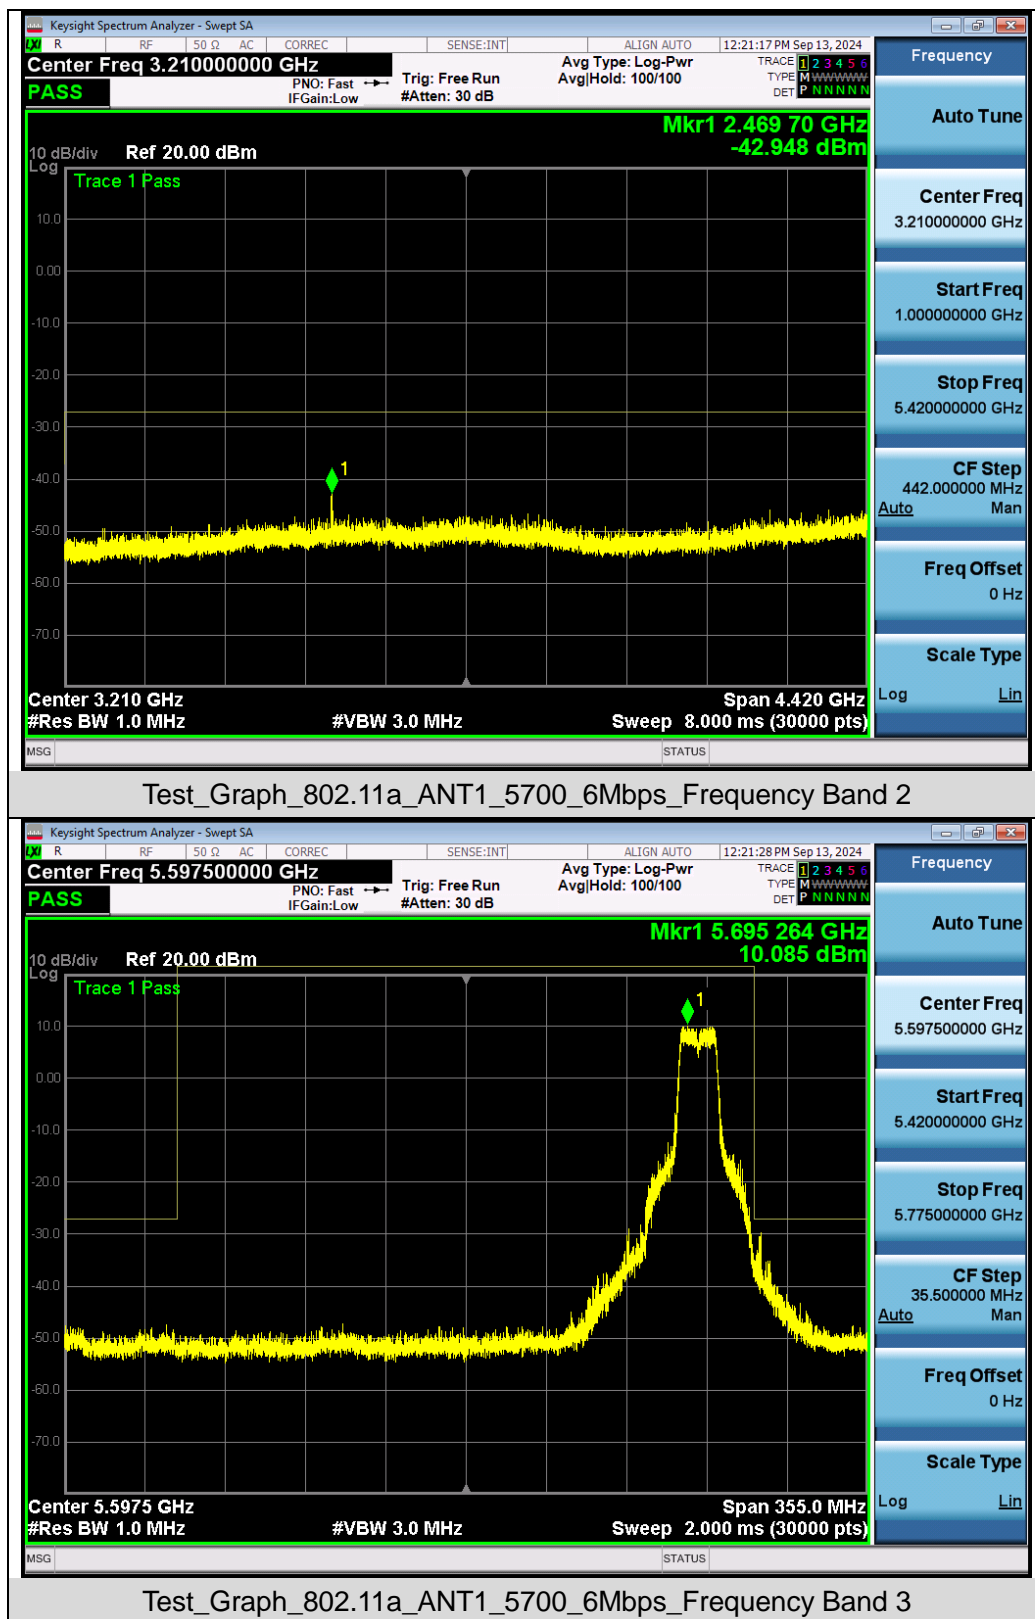 Keysight Spectrum Analyzer - Swept SA
LXI R RF 50 Ω AC CORREC SENSE:INT ALIGN AUTO 12:21:17 PM Sep 13, 2024
Center Freq 3.210000000 GHz
PASS
PNO: Fast
IFGain:Low
Trig: Free Run
#Atten: 30 dB
Avg Type: Log-Pwr
Avg|Hold: 100/100
TRACE 1 2 3 4 5 6
TYPE M WWWWW
DET P N N N N N
Mkr1 2.469 70 GHz
-42.948 dBm
10 dB/div Ref 20.00 dBm
Log
Trace 1 Pass
10.0
0.00
-10.0
-20.0
-30.0
-40.0
-50.0
-60.0
-70.0
1
Center 3.210 GHz Span 4.420 GHz
#Res BW 1.0 MHz #VBW 3.0 MHz Sweep 8.000 ms (30000 pts)
MSG STATUS
Frequency
Auto Tune
Center Freq
3.210000000 GHz
Start Freq
1.000000000 GHz
Stop Freq
5.420000000 GHz
CF Step
442.000000 MHz
Auto Man
Freq Offset
0 Hz
Scale Type
Log Lin
Test_Graph_802.11a_ANT1_5700_6Mbps_Frequency Band 2
Keysight Spectrum Analyzer - Swept SA
LXI R RF 50 Ω AC CORREC SENSE:INT ALIGN AUTO 12:21:28 PM Sep 13, 2024
Center Freq 5.597500000 GHz
PASS
PNO: Fast
IFGain:Low
Trig: Free Run
#Atten: 30 dB
Avg Type: Log-Pwr
Avg|Hold: 100/100
TRACE 1 2 3 4 5 6
TYPE M WWWWW
DET P N N N N N
Mkr1 5.695 264 GHz
10.085 dBm
10 dB/div Ref 20.00 dBm
Log
Trace 1 Pass
10.0
0.00
-10.0
-20.0
-30.0
-40.0
-50.0
-60.0
-70.0
1
Center 5.5975 GHz Span 355.0 MHz
#Res BW 1.0 MHz #VBW 3.0 MHz Sweep 2.000 ms (30000 pts)
MSG STATUS
Frequency
Auto Tune
Center Freq
5.597500000 GHz
Start Freq
5.420000000 GHz
Stop Freq
5.775000000 GHz
CF Step
35.500000 MHz
Auto Man
Freq Offset
0 Hz
Scale Type
Log Lin
Test_Graph_802.11a_ANT1_5700_6Mbps_Frequency Band 3